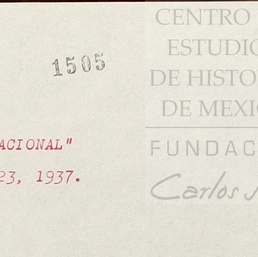 CENTRO
ESTUDIO
DE HISTO
DE MEXIC
FUNDAC
Carlos
1505
ACIONAL"
23, 1937.